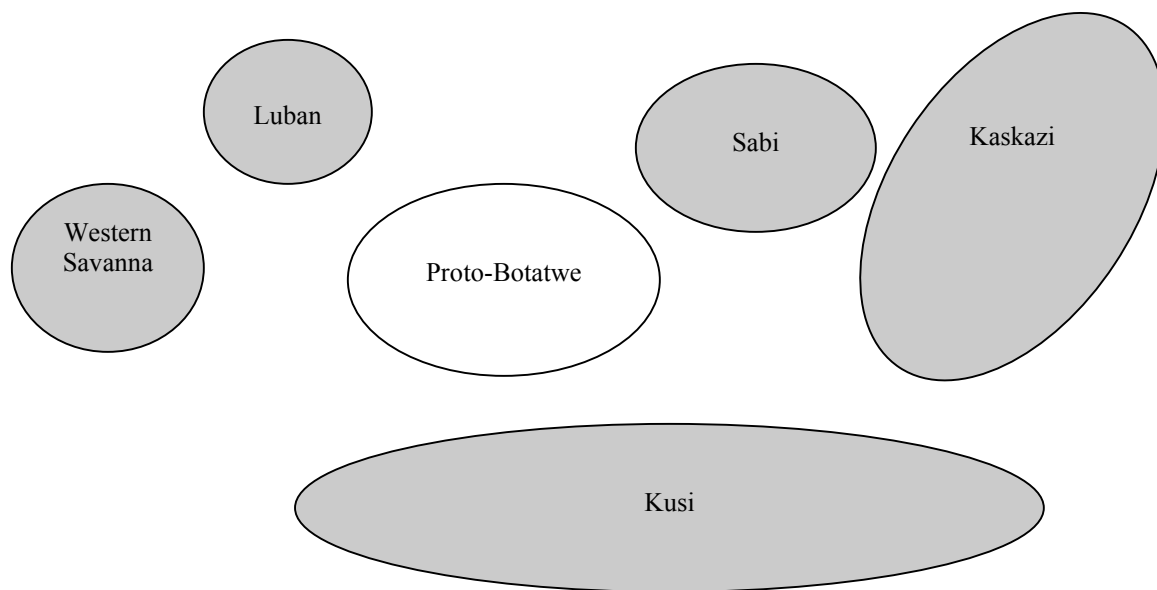 Luban
Sabi
Kaskazi
Western
Savanna
Proto-Botatwe
Kusi